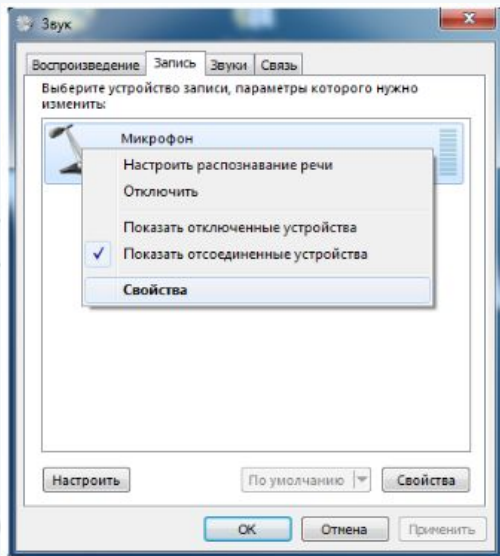 Звук
Воспроизведение Запись Звуки Связь
Выберите устройство записи, параметры которого нужно
изменить:
Микрофон
Настроить распознавание речи
Отключить
Показать отключенные устройства
Показать отсоединенные устройства
Свойства
Настроить По умолчанию Свойства
ОК Отмена Применить